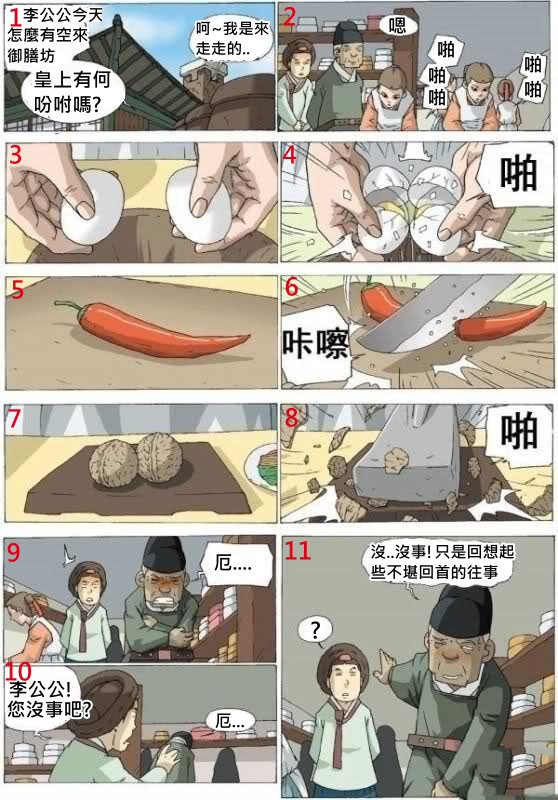 1
李公公今天
怎麼有空來
御膳坊
皇上有何
吩咐嗎?
呵~我是來
走走的..
2
嗯
啪
啪
啪
啪
啪
啪
3
4
啪
5
6
咔嚓
7
8
啪
9
厄....
10
李公公!
您沒事吧?
厄...
11
沒..沒事!只是回想起
些不堪回首的往事
?